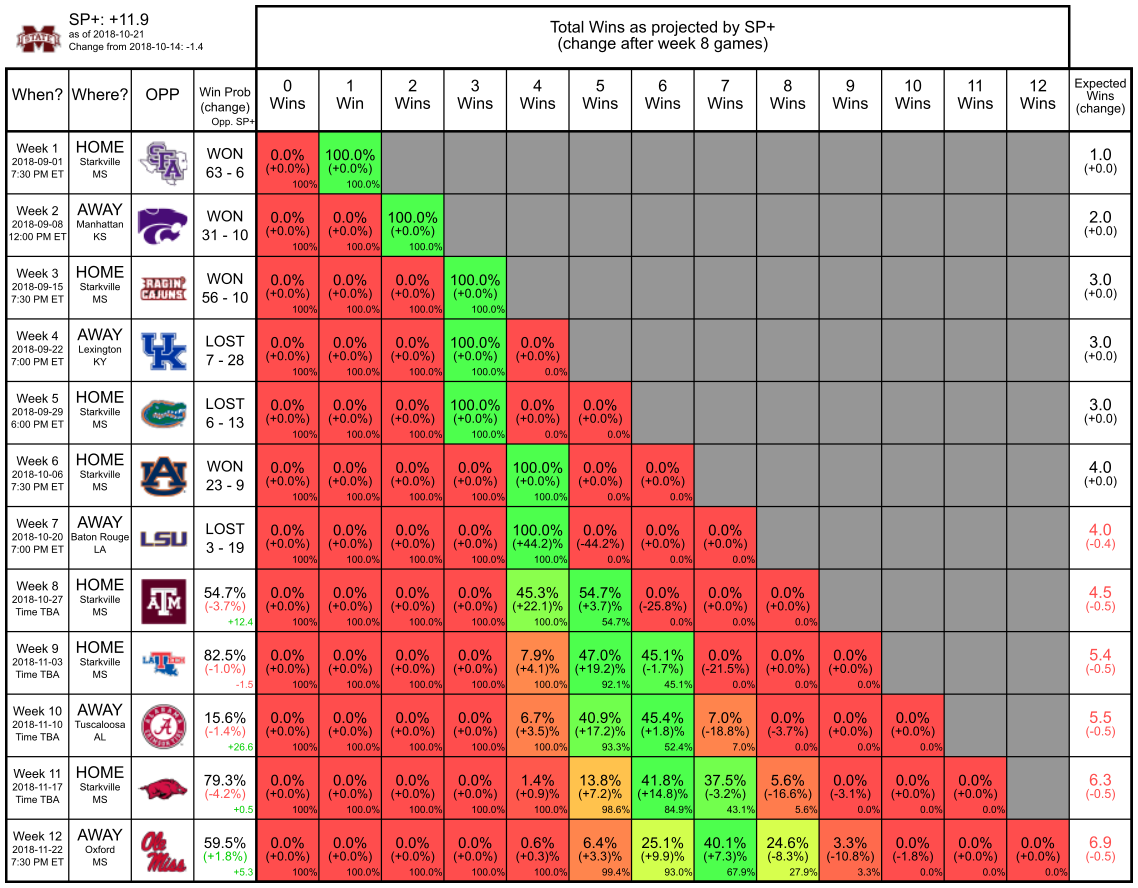 STATE
SP+: +11.9
as of 2018-10-21
Change from 2018-10-14: -1.4
Total Wins as projected by SP+
(change after week 8 games)
When? Where? OPP Win Prob (change) Opp. SP+ 0 Wins 1 Win 2 Wins 3 Wins 4 Wins 5 Wins 6 Wins 7 Wins 8 Wins 9 Wins 10 Wins 11 Wins 12 Wins Expected Wins (change)
Week 1 HOME SFA WON 0.0% 100.0% 1.0
2018-09-01 Starkville (+0.0%) (+0.0%) (+0.0)
7:30 PM ET MS 63 - 6 100% 100.0%
Week 2 AWAY WON 0.0% 0.0% 100.0% 2.0
2018-09-08 Manhattan (+0.0%) (+0.0%) (+0.0%) (+0.0)
12:00 PM ET KS 31 - 10 100% 100.0% 100.0%
Week 3 HOME RAGIN' CAJUNS WON 0.0% 0.0% 0.0% 100.0% 3.0
2018-09-15 Starkville (+0.0%) (+0.0%) (+0.0%) (+0.0%) (+0.0)
7:30 PM ET MS 56 - 10 100% 100.0% 100.0% 100.0%
Week 4 AWAY UK LOST 0.0% 0.0% 0.0% 100.0% 0.0% 3.0
2018-09-22 Lexington (+0.0%) (+0.0%) (+0.0%) (+0.0%) (+0.0%) (+0.0)
7:00 PM ET KY 7 - 28 100% 100.0% 100.0% 100.0% 0.0%
Week 5 HOME LOST 0.0% 0.0% 0.0% 100.0% 0.0% 0.0% 3.0
2018-09-29 Starkville (+0.0%) (+0.0%) (+0.0%) (+0.0%) (+0.0%) (+0.0%) (+0.0)
6:00 PM ET MS 6 - 13 100% 100.0% 100.0% 100.0% 0.0% 0.0%
Week 6 HOME AU WON 0.0% 0.0% 0.0% 0.0% 100.0% 0.0% 0.0% 4.0
2018-10-06 Starkville (+0.0%) (+0.0%) (+0.0%) (+0.0%) (+0.0%) (+0.0%) (+0.0%) (+0.0)
7:30 PM ET MS 23 - 9 100% 100.0% 100.0% 100.0% 100.0% 0.0% 0.0%
Week 7 AWAY LSU LOST 0.0% 0.0% 0.0% 0.0% 100.0% 0.0% 0.0% 0.0% 4.0
2018-10-20 Baton Rouge (+0.0%) (+0.0%) (+0.0%) (+0.0%) (+44.2%) (-44.2%) (+0.0%) (+0.0%) (-0.4)
7:00 PM ET LA 3 - 19 100% 100.0% 100.0% 100.0% 100.0% 0.0% 0.0% 0.0%
Week 8 HOME ATM 54.7% 0.0% 0.0% 0.0% 0.0% 45.3% 54.7% 0.0% 0.0% 0.0% 4.5
2018-10-27 Starkville (-3.7%) (+0.0%) (+0.0%) (+0.0%) (+0.0%) (+22.1%) (+3.7%) (-25.8%) (+0.0%) (+0.0%) (-0.5)
Time TBA MS +12.4 100% 100.0% 100.0% 100.0% 100.0% 54.7% 0.0% 0.0% 0.0%
Week 9 HOME LA TECH 82.5% 0.0% 0.0% 0.0% 0.0% 7.9% 47.0% 45.1% 0.0% 0.0% 0.0% 5.4
2018-11-03 Starkville (-1.0%) (+0.0%) (+0.0%) (+0.0%) (+0.0%) (+4.1%) (+19.2%) (-1.7%) (-21.5%) (+0.0%) (+0.0%) (-0.5)
Time TBA MS -1.5 100% 100.0% 100.0% 100.0% 100.0% 92.1% 45.1% 0.0% 0.0% 0.0%
Week 10 AWAY ALABAMA CRIMSON TIDE A 15.6% 0.0% 0.0% 0.0% 0.0% 6.7% 40.9% 45.4% 7.0% 0.0% 0.0% 0.0% 5.5
2018-11-10 Tuscaloosa (-1.4%) (+0.0%) (+0.0%) (+0.0%) (+0.0%) (+3.5%) (+17.2%) (+1.8%) (-18.8%) (-3.7%) (+0.0%) (+0.0%) (-0.5)
Time TBA AL +26.6 100% 100.0% 100.0% 100.0% 100.0% 93.3% 52.4% 7.0% 0.0% 0.0% 0.0%
Week 11 HOME 79.3% 0.0% 0.0% 0.0% 0.0% 1.4% 13.8% 41.8% 37.5% 5.6% 0.0% 0.0% 0.0% 6.3
2018-11-17 Starkville (-4.2%) (+0.0%) (+0.0%) (+0.0%) (+0.0%) (+0.9%) (+7.2%) (+14.8%) (-3.2%) (-16.6%) (-3.1%) (+0.0%) (+0.0%) (-0.5)
Time TBA MS +0.5 100% 100.0% 100.0% 100.0% 100.0% 98.6% 84.9% 43.1% 5.6% 0.0% 0.0% 0.0%
Week 12 AWAY Ole Miss 59.5% 0.0% 0.0% 0.0% 0.0% 0.6% 6.4% 25.1% 40.1% 24.6% 3.3% 0.0% 0.0% 0.0% 6.9
2018-11-22 Oxford (+1.8%) (+0.0%) (+0.0%) (+0.0%) (+0.0%) (+0.3%) (+3.3%) (+9.9%) (+7.3%) (-8.3%) (-10.8%) (-1.8%) (+0.0%) (+0.0%) (-0.5)
7:30 PM ET MS +5.3 100% 100.0% 100.0% 100.0% 100.0% 99.4% 93.0% 67.9% 27.9% 3.3% 0.0% 0.0% 0.0%